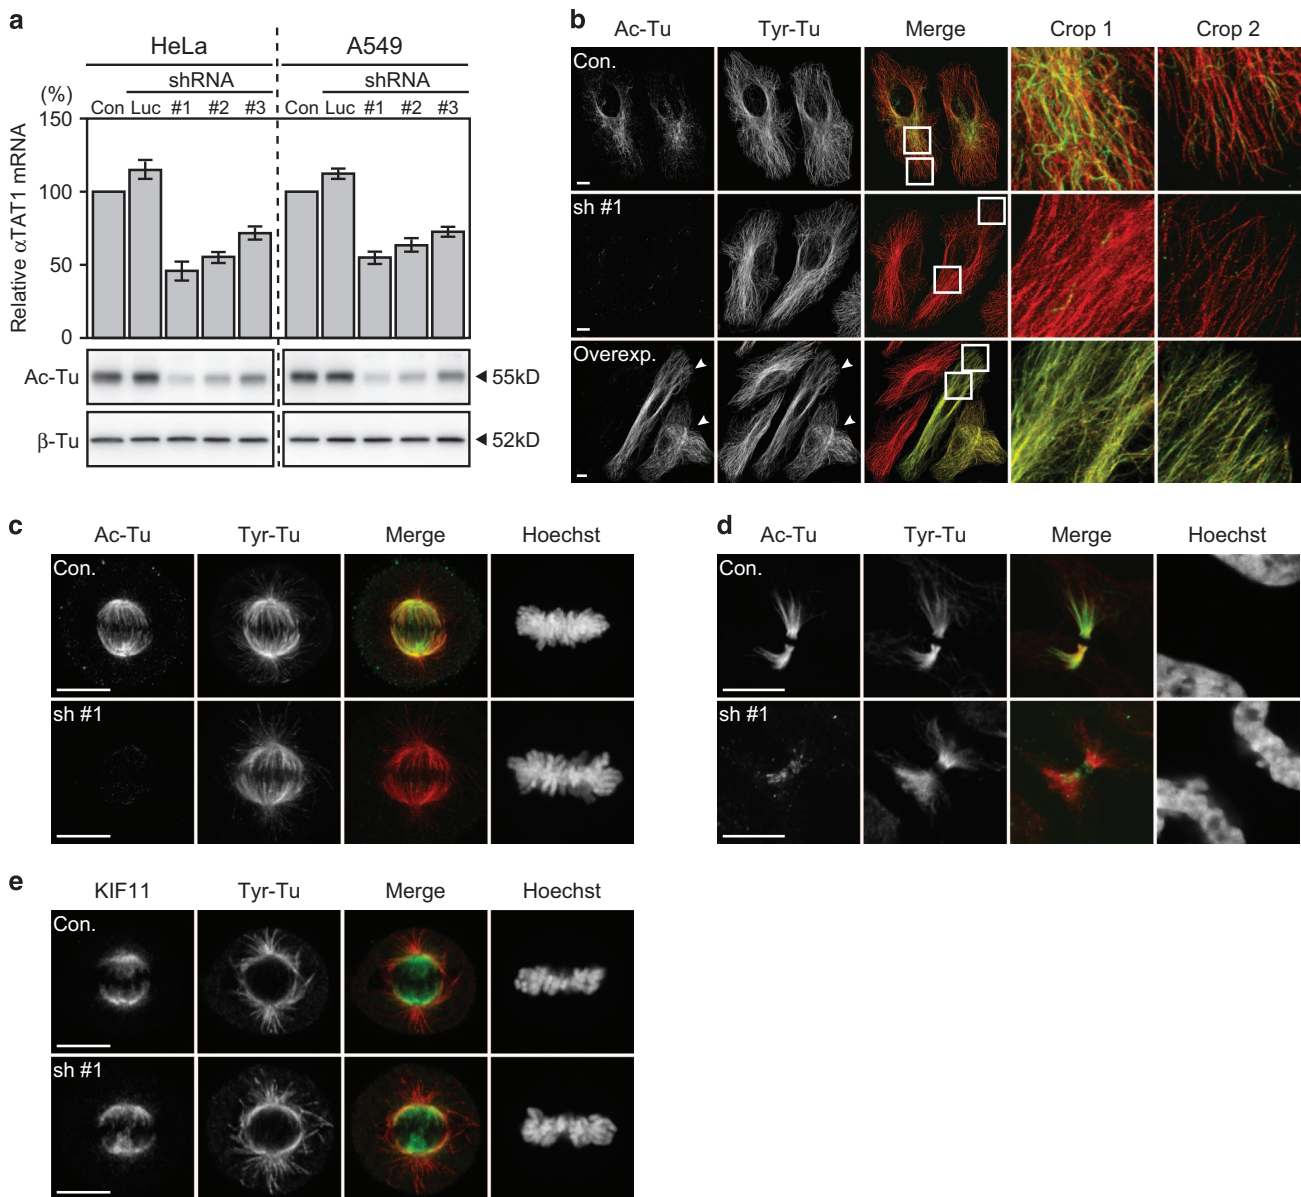 a
HeLa A549
shRNA shRNA
(%) Con Luc #1 #2 #3 Con Luc #1 #2 #3
150
100
50
0
Relative αTAT1 mRNA
Ac-Tu 55kD
β-Tu 52kD
b
Ac-Tu Tyr-Tu Merge Crop 1 Crop 2
Con.
sh #1
Overexp.
c
Ac-Tu Tyr-Tu Merge Hoechst
Con.
sh #1
d
Ac-Tu Tyr-Tu Merge Hoechst
Con.
sh #1
e
KIF11 Tyr-Tu Merge Hoechst
Con.
sh #1